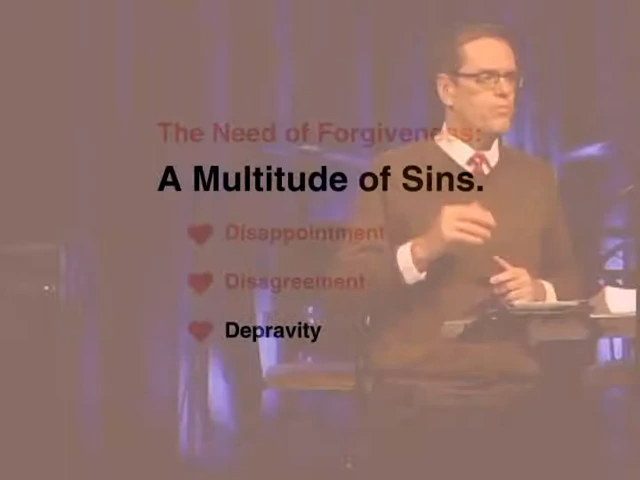 The Need of Forgiveness:
A Multitude of Sins.
Disappointment
Disagreement
Depravity